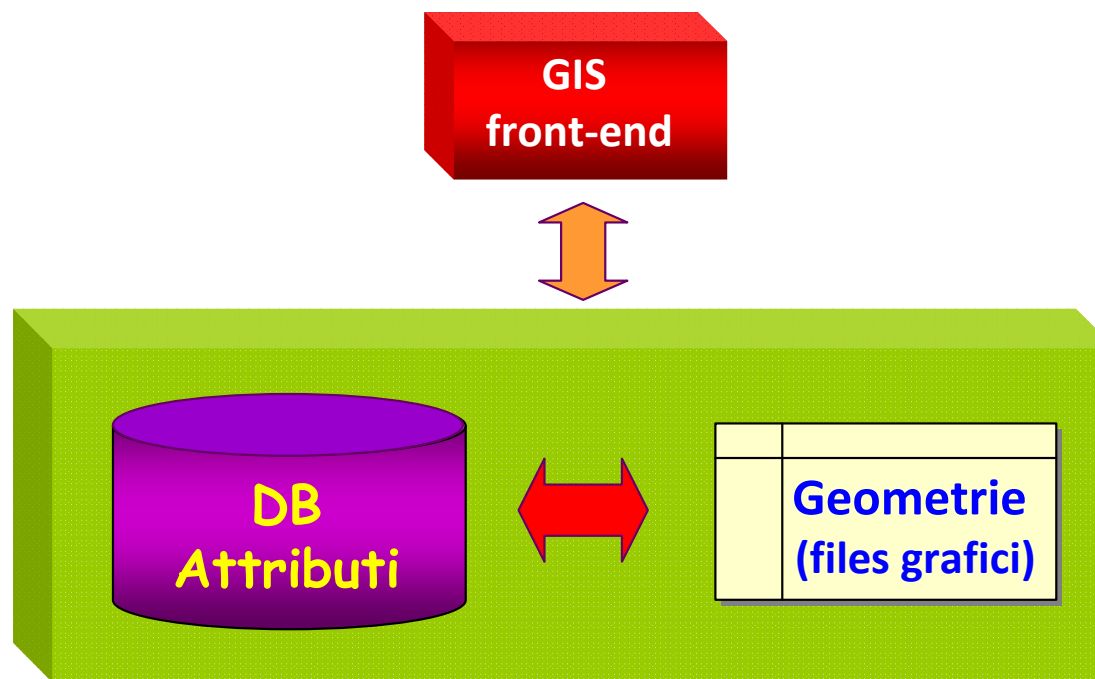 GIS
front-end
DB
Attributi
Geometrie
(files grafici)